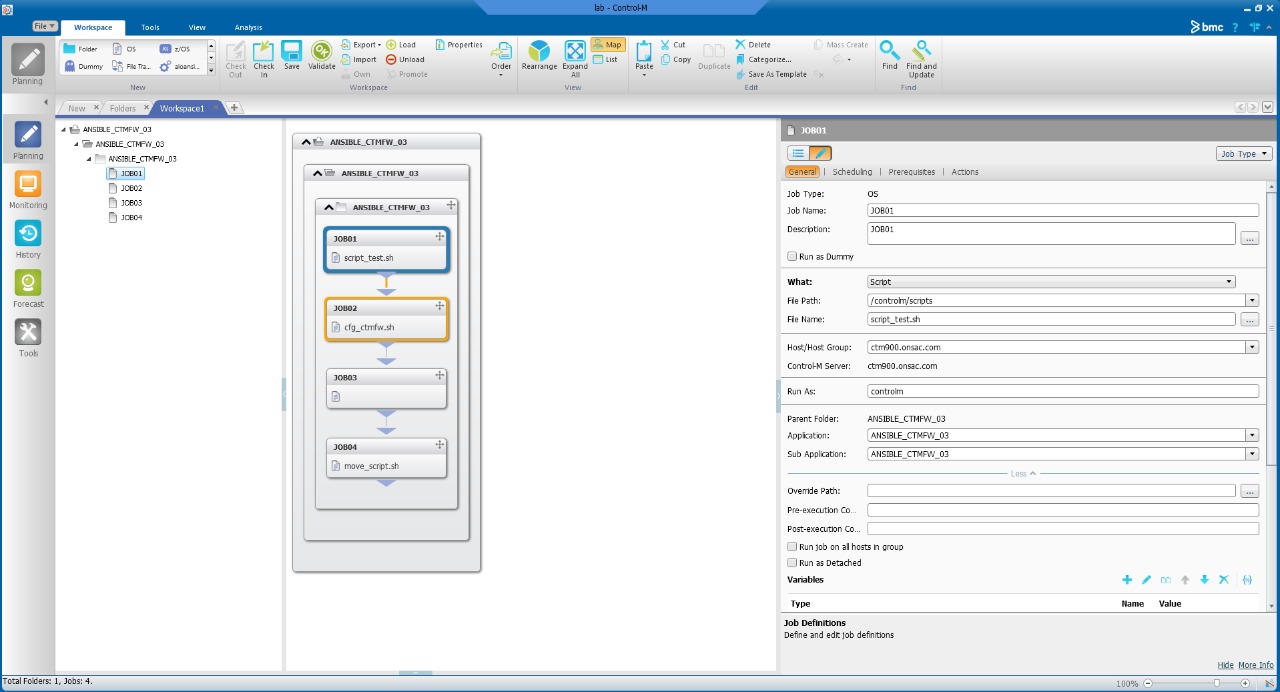 lab - Control-M
File
Workspace
Tools
View
Analysis
bmc
Planning
Folder
OS
z/OS
Dummy
File Tra...
aloansi...
New
Check Out
Check In
Save
Validate
Export
Import
Own
Load
Unload
Promote
Properties
Order
Workspace
Rearrange
Expand All
Map
List
View
Paste
Cut
Copy
Duplicate
Delete
Categorize...
Save As Template
Mass Create
Edit
Find
Find and Update
Find
New
Folders
Workspace1
Planning
Monitoring
History
Forecast
Tools
ANSIBLE_CTMFW_03
ANSIBLE_CTMFW_03
ANSIBLE_CTMFW_03
JOB01
JOB02
JOB03
JOB04
ANSIBLE_CTMFW_03
ANSIBLE_CTMFW_03
ANSIBLE_CTMFW_03
JOB01
script_test.sh
JOB02
cfg_ctmfw.sh
JOB03
JOB04
move_script.sh
JOB01
Job Type
General | Scheduling | Prerequisites | Actions
Job Type: OS
Job Name: JOB01
Description: JOB01
...
Run as Dummy
What: Script
File Path: /controlm/scripts
File Name: script_test.sh
...
Host/Host Group: ctm900.onsac.com
Control-M Server: ctm900.onsac.com
Run As: controlm
Parent Folder: ANSIBLE_CTMFW_03
Application: ANSIBLE_CTMFW_03
Sub Application: ANSIBLE_CTMFW_03
Less
Override Path:
...
Pre-execution Co...
Post-execution Co...
Run job on all hosts in group
Run as Detached
Variables
Type Name Value
Job Definitions
Define and edit job definitions
Hide More Info
Total Folders: 1, Jobs: 4.
100%